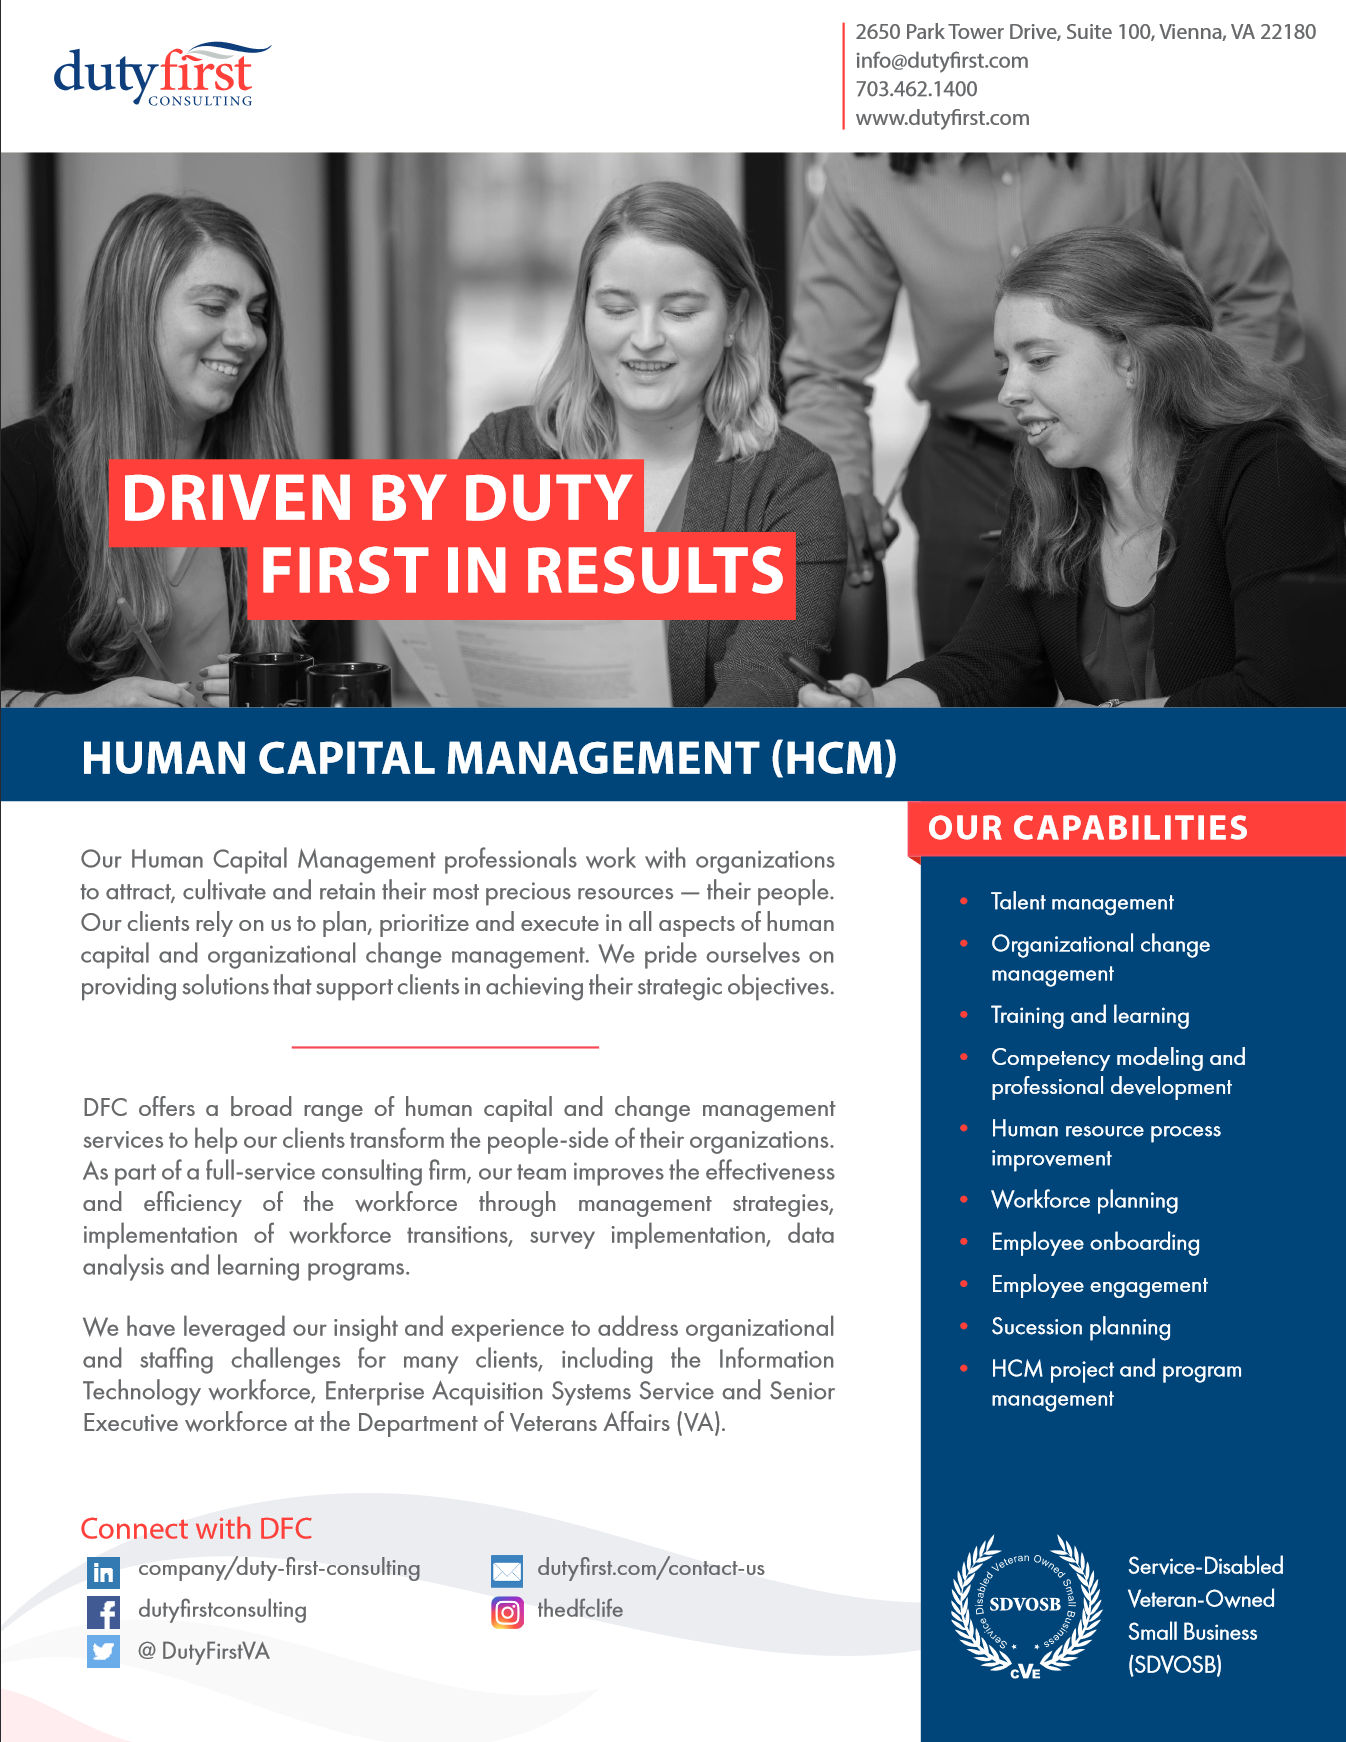 dutyfirst
CONSULTING
2650 Park Tower Drive, Suite 100, Vienna, VA 22180
info@dutyfirst.com
703.462.1400
www.dutyfirst.com
DRIVEN BY DUTY
FIRST IN RESULTS
HUMAN CAPITAL MANAGEMENT (HCM)
Our Human Capital Management professionals work with organizations
to attract, cultivate and retain their most precious resources — their people.
Our clients rely on us to plan, prioritize and execute in all aspects of human
capital and organizational change management. We pride ourselves on
providing solutions that support clients in achieving their strategic objectives.
DFC offers a broad range of human capital and change management
services to help our clients transform the people-side of their organizations.
As part of a full-service consulting firm, our team improves the effectiveness
and efficiency of the workforce through management strategies,
implementation of workforce transitions, survey implementation, data
analysis and learning programs.
We have leveraged our insight and experience to address organizational
and staffing challenges for many clients, including the Information
Technology workforce, Enterprise Acquisition Systems Service and Senior
Executive workforce at the Department of Veterans Affairs (VA).
Connect with DFC
company/duty-first-consulting
dutyfirstconsulting
@ DutyFirstVA
dutyfirst.com/contact-us
thedfclife
OUR CAPABILITIES
• Talent management
• Organizational change
management
• Training and learning
• Competency modeling and
professional development
• Human resource process
improvement
• Workforce planning
• Employee onboarding
• Employee engagement
• Sucession planning
• HCM project and program
management
Service Disabled Veteran Owned Small Business
SDVOSB
CVE
Service-Disabled
Veteran-Owned
Small Business
(SDVOSB)